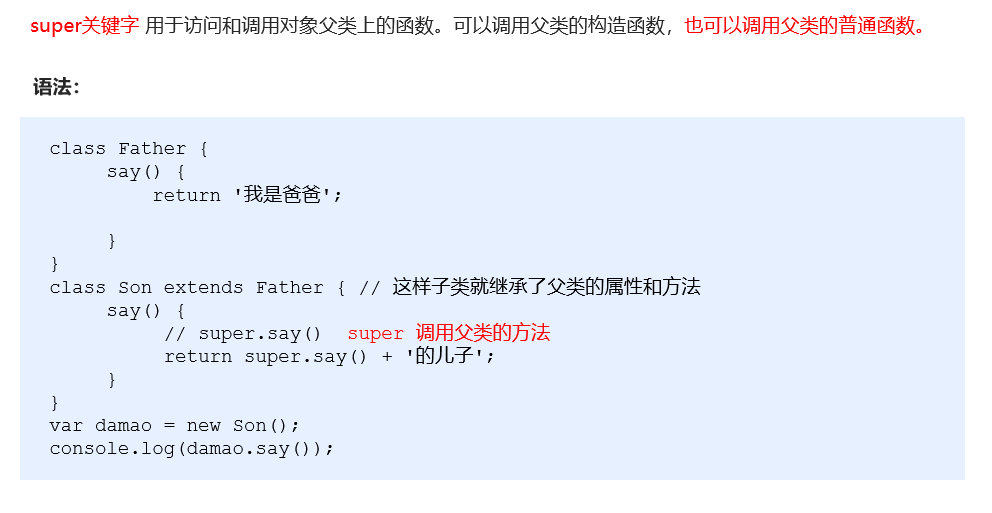 super关键字 用于访问和调用对象父类上的函数。可以调用父类的构造函数，也可以调用父类的普通函数。
语法：
class Father {
     say() {
         return '我是爸爸';
     }
}
class Son extends Father { // 这样子类就继承了父类的属性和方法
     say() {
          // super.say()  super 调用父类的方法
          return super.say() + '的儿子';
     }
}
var damao = new Son();
console.log(damao.say());